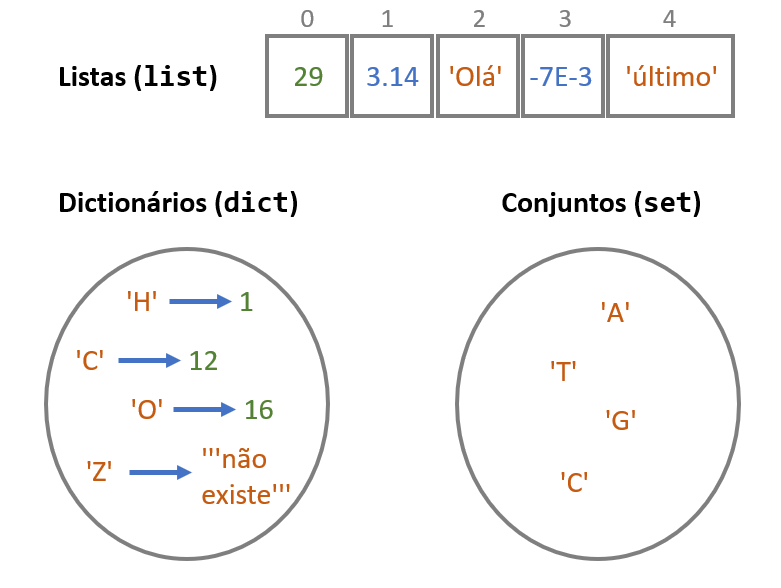 0 1 2 3 4
Listas (list) 29 3.14 'Olá' -7E-3 'último'
Dictionários (dict)
'H' 1
'C' 12
'O' 16
'Z' '''não
existe'''
Conjuntos (set)
'A'
'T'
'G'
'C'